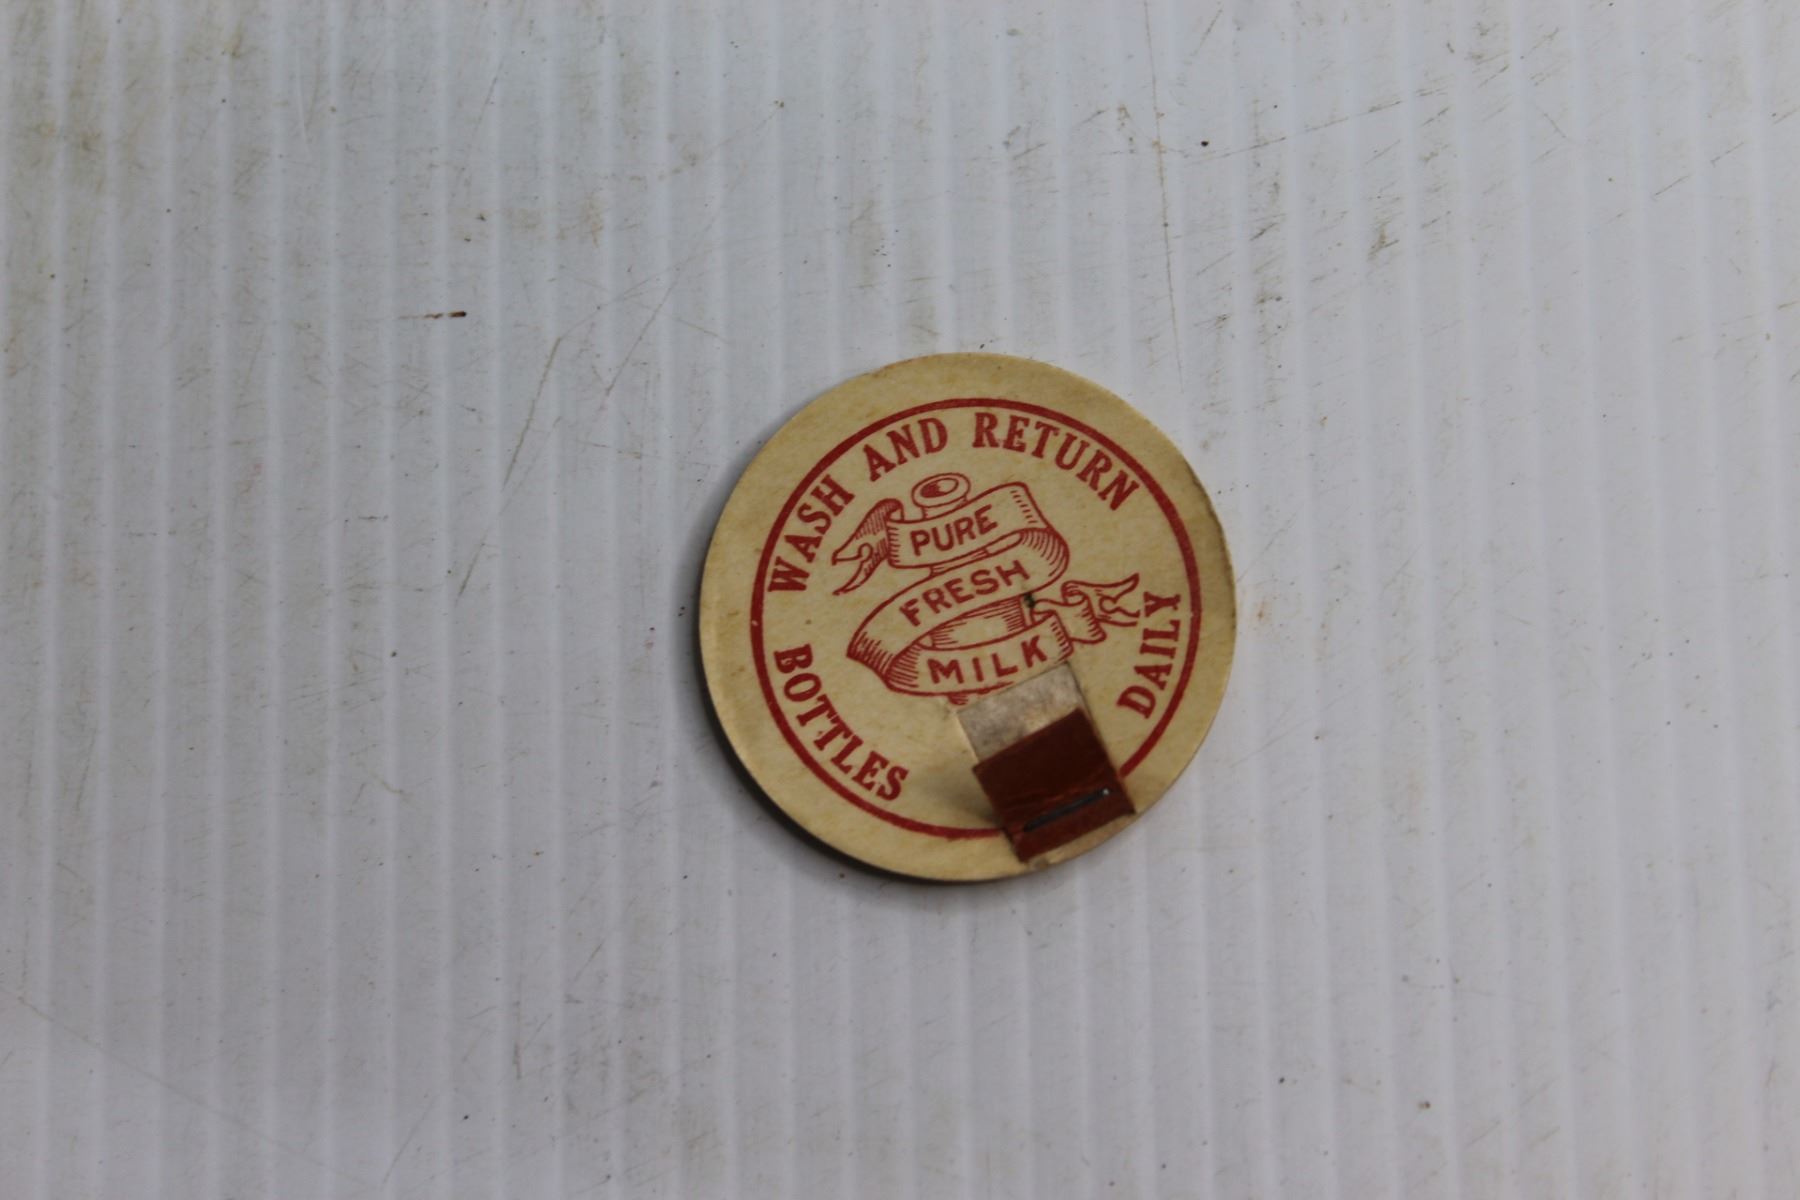 WASH AND RETURN
BOTTLES DAILY
PURE
FRESH
MILK